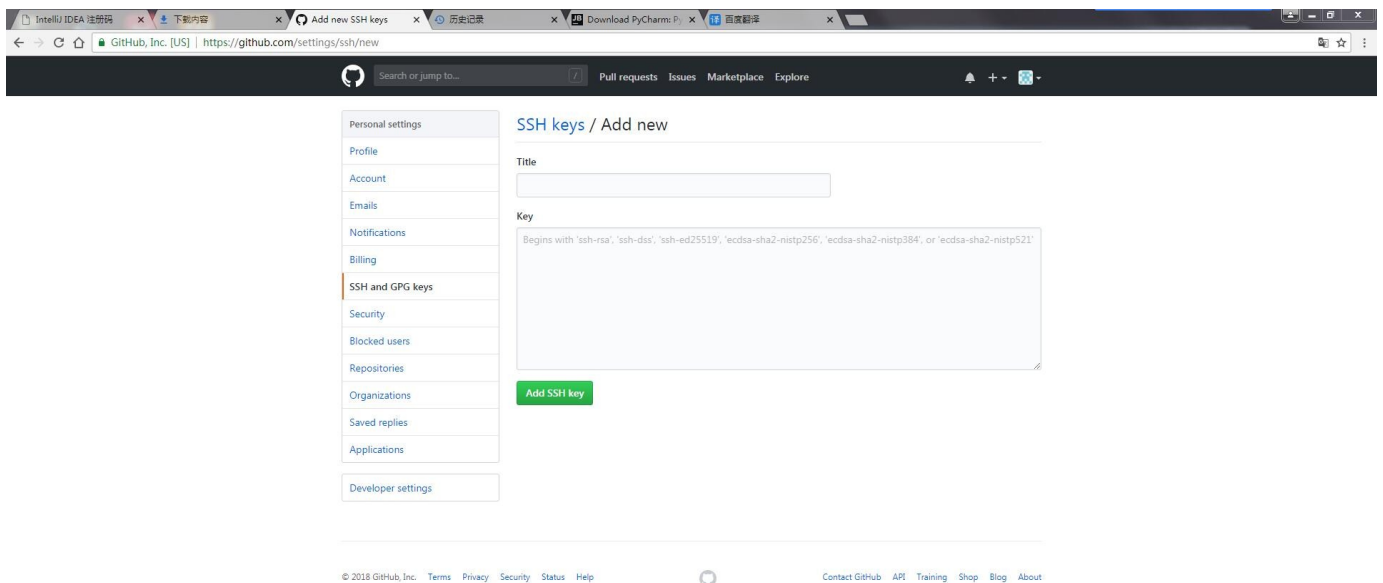 IntelliJ IDEA 注册码 下载内容 Add new SSH keys 历史记录 Download PyCharm: Py 百度翻译
GitHub, Inc. [US] | https://github.com/settings/ssh/new
Search or jump to... / Pull requests Issues Marketplace Explore
Personal settings
Profile
Account
Emails
Notifications
Billing
SSH and GPG keys
Security
Blocked users
Repositories
Organizations
Saved replies
Applications
Developer settings
SSH keys / Add new
Title
Key
Begins with 'ssh-rsa', 'ssh-dss', 'ssh-ed25519', 'ecdsa-sha2-nistp256', 'ecdsa-sha2-nistp384', or 'ecdsa-sha2-nistp521'
Add SSH key
© 2018 GitHub, Inc. Terms Privacy Security Status Help Contact GitHub API Training Shop Blog About